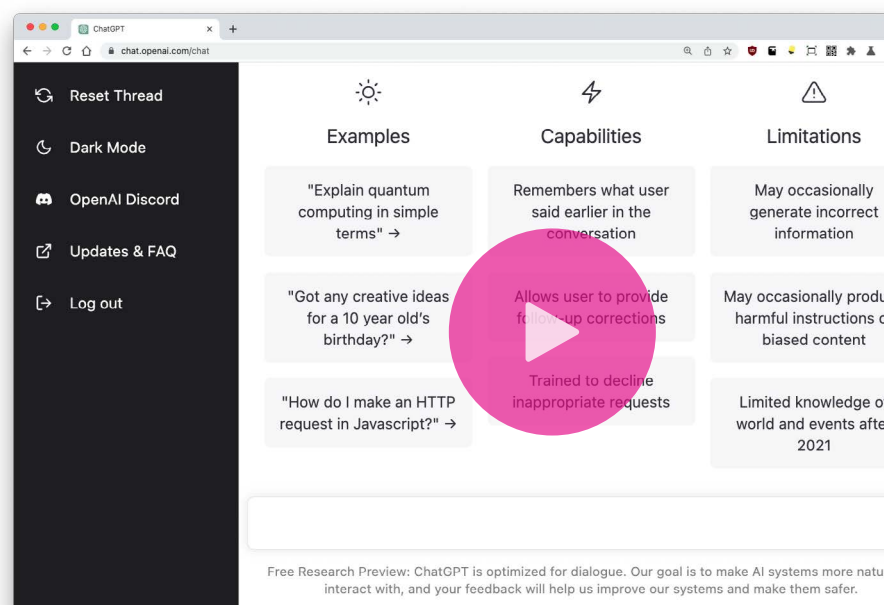 ChatGPT
chat.openai.com/chat
Reset Thread
Dark Mode
OpenAI Discord
Updates & FAQ
Log out
Examples
"Explain quantum
computing in simple
terms" →
"Got any creative ideas
for a 10 year old's
birthday?" →
"How do I make an HTTP
request in Javascript?" →
Capabilities
Remembers what user
said earlier in the
conversation
Allows user to provide
follow-up corrections
Trained to decline
inappropriate requests
Limitations
May occasionally
generate incorrect
information
May occasionally
harmful instructions
biased content
Limited knowledge
world and events
2021
Free Research Preview: ChatGPT is optimized for dialogue. Our goal is to make AI systems more
interact with, and your feedback will help us improve our systems and make them safer.